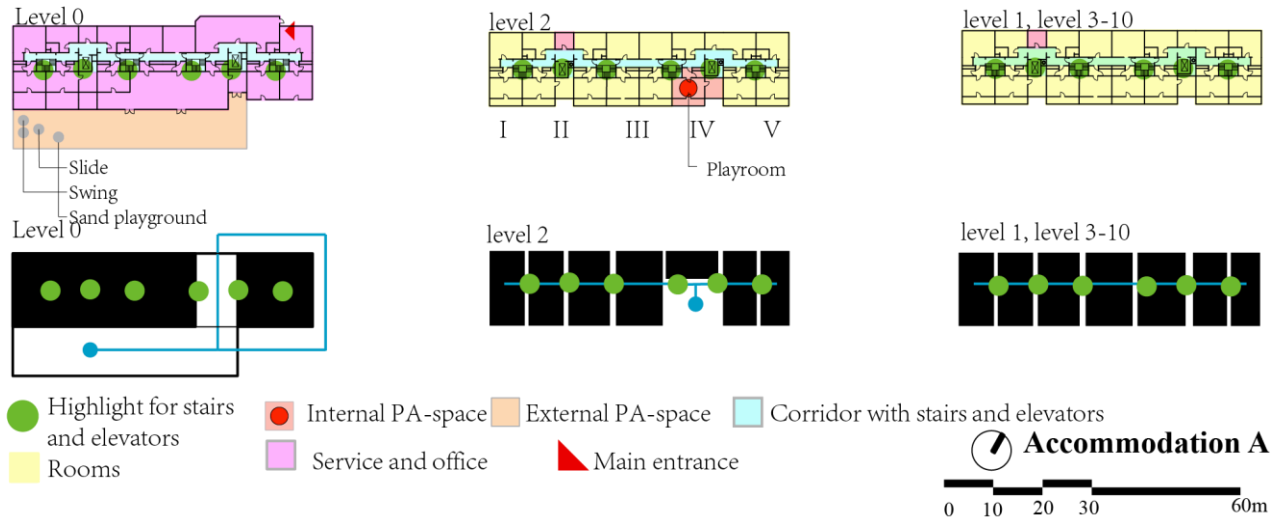 Level 0
level 2
level 1, level 3-10
I II III IV V
Playroom
Slide
Swing
Sand playground
Level 0
level 2
level 1, level 3-10
Highlight for stairs
and elevators
Internal PA-space
External PA-space
Corridor with stairs and elevators
Rooms
Service and office
Main entrance
Accommodation A
0 10 20 30 60m